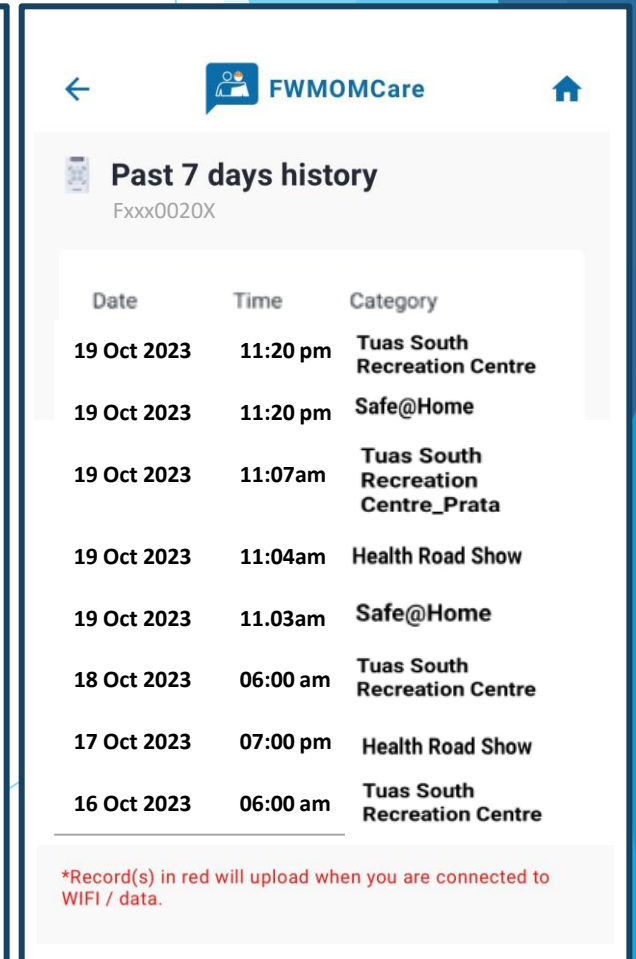 FWMOMCare
Past 7 days history
Fxxx0020X
Date Time Category
19 Oct 2023 11:20 pm Tuas South
Recreation Centre
19 Oct 2023 11:20 pm Safe@Home
19 Oct 2023 11:07am Tuas South
Recreation
Centre_Prata
19 Oct 2023 11:04am Health Road Show
19 Oct 2023 11.03am Safe@Home
18 Oct 2023 06:00 am Tuas South
Recreation Centre
17 Oct 2023 07:00 pm Health Road Show
16 Oct 2023 06:00 am Tuas South
Recreation Centre
*Record(s) in red will upload when you are connected to
WIFI / data.